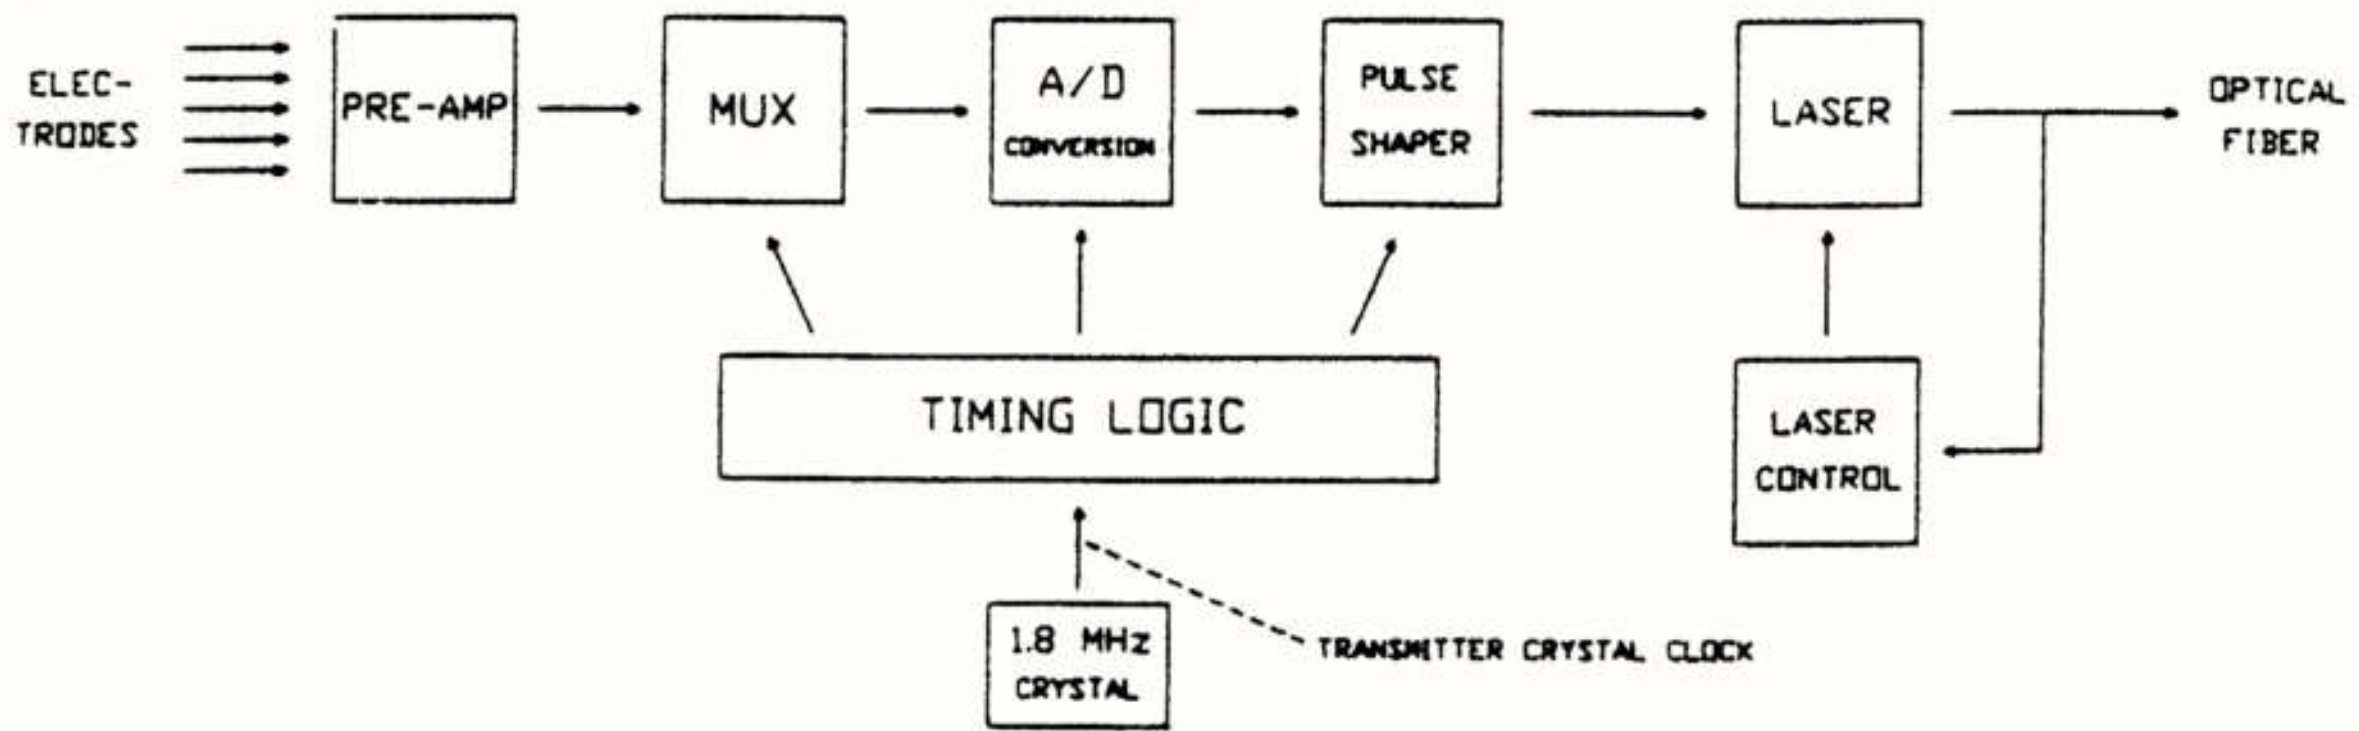 ELEC-
TRODES
PRE-AMP
MUX
A/D
CONVERSION
PULSE
SHAPER
LASER
OPTICAL
FIBER
TIMING LOGIC
LASER
CONTROL
1.8 MHz
CRYSTAL
TRANSMITTER CRYSTAL CLOCK